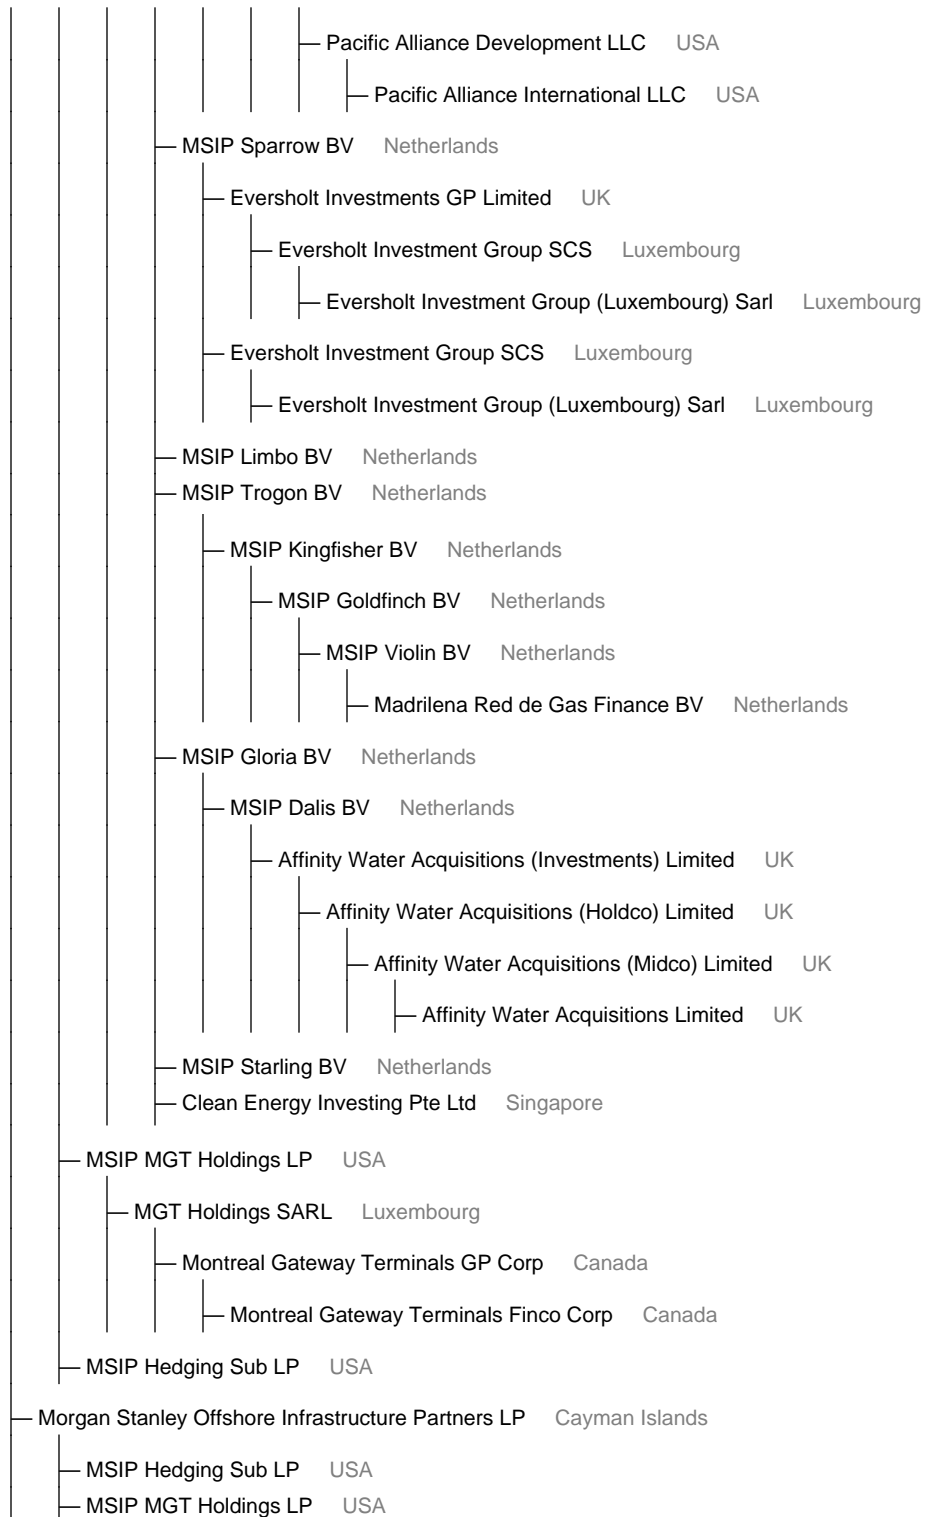 Pacific Alliance Development LLC USA
Pacific Alliance International LLC USA
MSIP Sparrow BV Netherlands
Eversholt Investments GP Limited UK
Eversholt Investment Group SCS Luxembourg
Eversholt Investment Group (Luxembourg) Sarl Luxembourg
Eversholt Investment Group SCS Luxembourg
Eversholt Investment Group (Luxembourg) Sarl Luxembourg
MSIP Limbo BV Netherlands
MSIP Trogon BV Netherlands
MSIP Kingfisher BV Netherlands
MSIP Goldfinch BV Netherlands
MSIP Violin BV Netherlands
Madrilena Red de Gas Finance BV Netherlands
MSIP Gloria BV Netherlands
MSIP Dalis BV Netherlands
Affinity Water Acquisitions (Investments) Limited UK
Affinity Water Acquisitions (Holdco) Limited UK
Affinity Water Acquisitions (Midco) Limited UK
Affinity Water Acquisitions Limited UK
MSIP Starling BV Netherlands
Clean Energy Investing Pte Ltd Singapore
MSIP MGT Holdings LP USA
MGT Holdings SARL Luxembourg
Montreal Gateway Terminals GP Corp Canada
Montreal Gateway Terminals Finco Corp Canada
MSIP Hedging Sub LP USA
Morgan Stanley Offshore Infrastructure Partners LP Cayman Islands
MSIP Hedging Sub LP USA
MSIP MGT Holdings LP USA